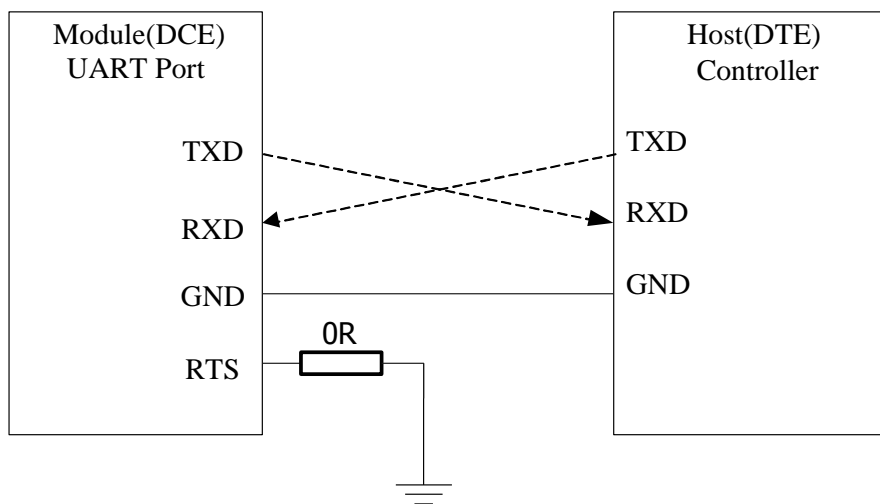 Module(DCE)
UART Port
TXD
RXD
GND
RTS
0R
Host(DTE)
Controller
TXD
RXD
GND